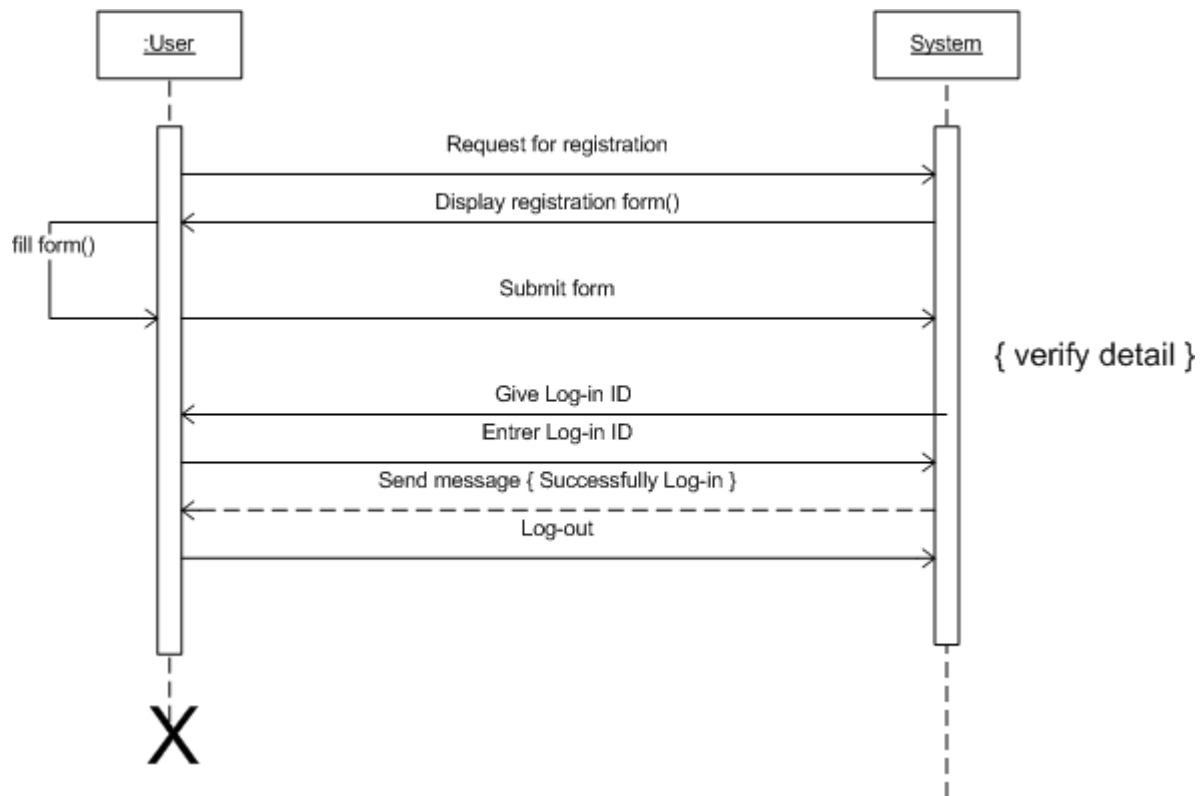 :User
System
Request for registration
Display registration form()
fill form()
Submit form
{ verify detail }
Give Log-in ID
Entrer Log-in ID
Send message { Successfully Log-in }
Log-out
X